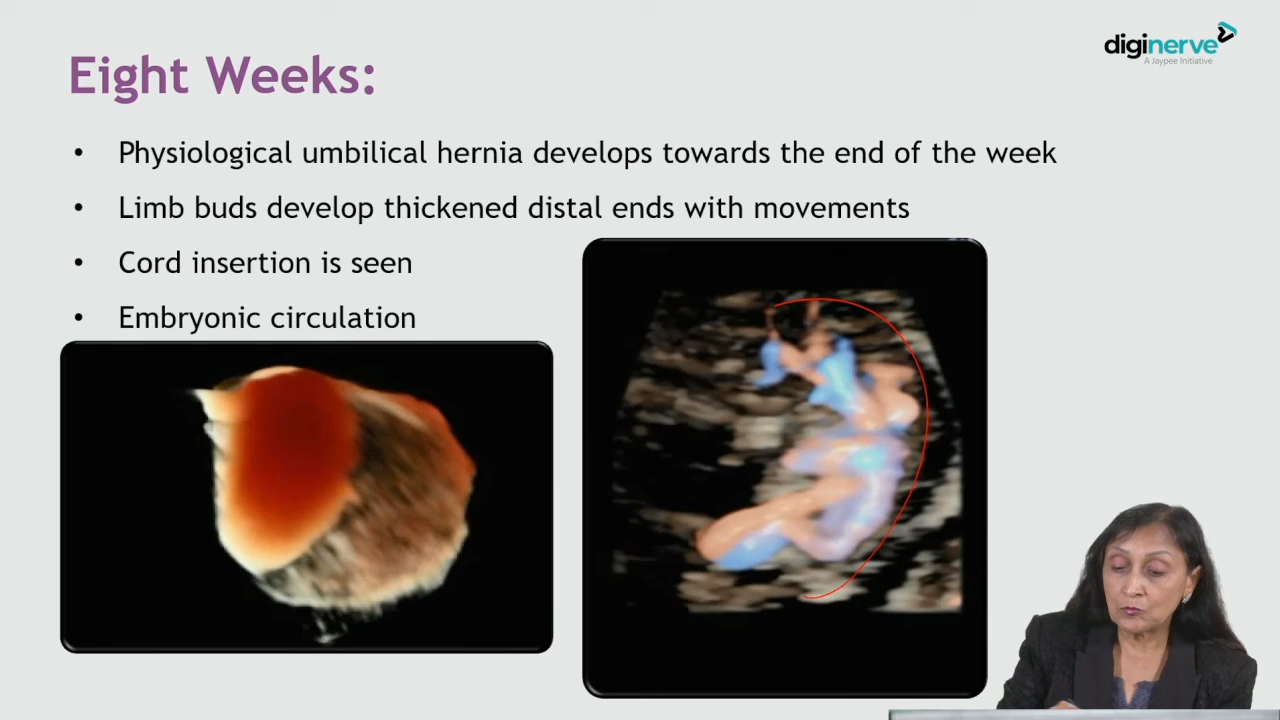 diginerve
A Jaypee Initiative
Eight Weeks:
• Physiological umbilical hernia develops towards the end of the week
• Limb buds develop thickened distal ends with movements
• Cord insertion is seen
• Embryonic circulation